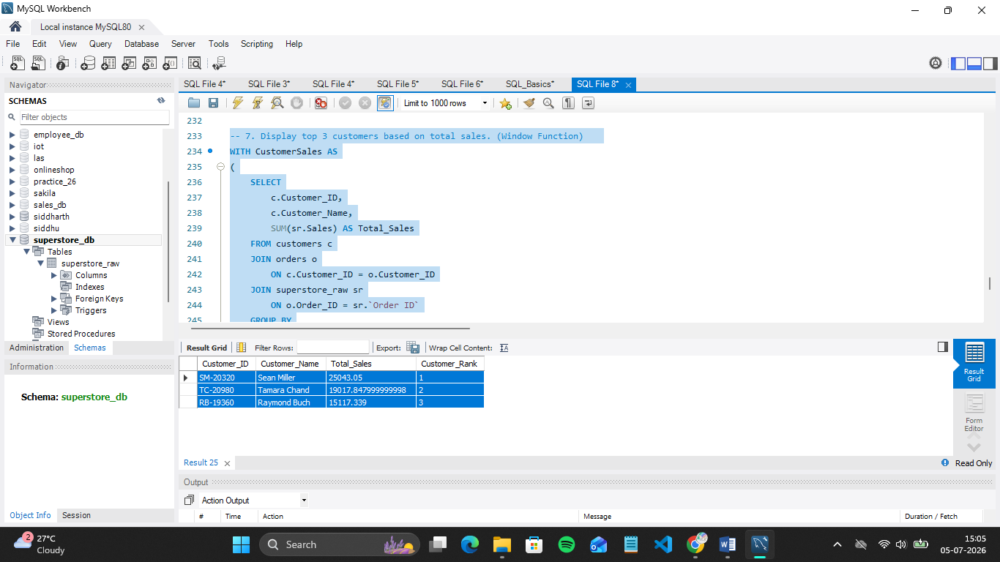 MySQL Workbench
Local instance MySQL80
File Edit View Query Database Server Tools Scripting Help
Navigator
SCHEMAS
Filter objects
employee_db
iot
las
onlineshop
practice_26
sakila
sales_db
siddharth
siddhu
superstore_db
Tables
superstore_raw
Columns
Indexes
Foreign Keys
Triggers
Views
Stored Procedures
Administration Schemas
Information
Schema: superstore_db
Object Info Session
SQL File 4* SQL File 3* SQL File 4* SQL File 5* SQL File 6* SQL_Basics* SQL File 8*
Limit to 1000 rows
232
233 -- 7. Display top 3 customers based on total sales. (Window Function)
234 WITH CustomerSales AS
235 (
236 SELECT
237 c.Customer_ID,
238 c.Customer_Name,
239 SUM(sr.Sales) AS Total_Sales
240 FROM customers c
241 JOIN orders o
242 ON c.Customer_ID = o.Customer_ID
243 JOIN superstore_raw sr
244 ON o.Order_ID = sr.`Order ID`
245 GROUP BY
Result Grid Filter Rows: Export: Wrap Cell Content:
Customer_ID Customer_Name Total_Sales Customer_Rank
SM-20320 Sean Miller 25043.05 1
TC-20980 Tamara Chand 19017.847999999998 2
RB-19360 Raymond Buch 15117.339 3
Result Grid
Form Editor
Result 25
Read Only
Output
Action Output
# Time Action Message Duration / Fetch
2
27°C
Cloudy
Search
15:05
05-07-2026